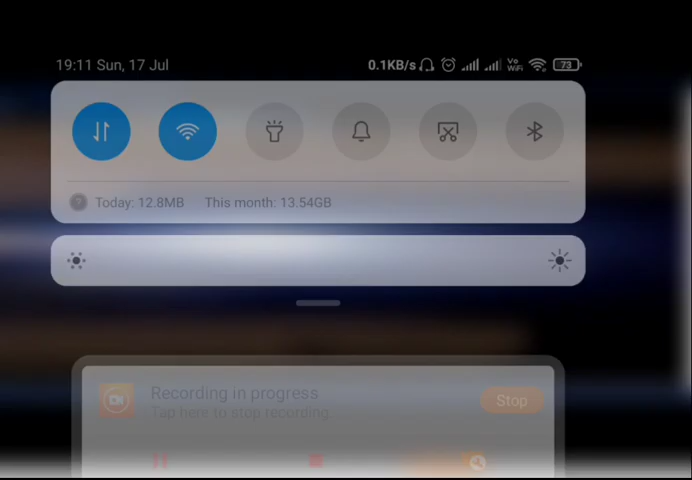 19:11 Sun, 17 Jul
0.1KB/s Vo WiFi 73
Today: 12.8MB This month: 13.54GB
Recording in progress
Tap here to stop recording
Stop